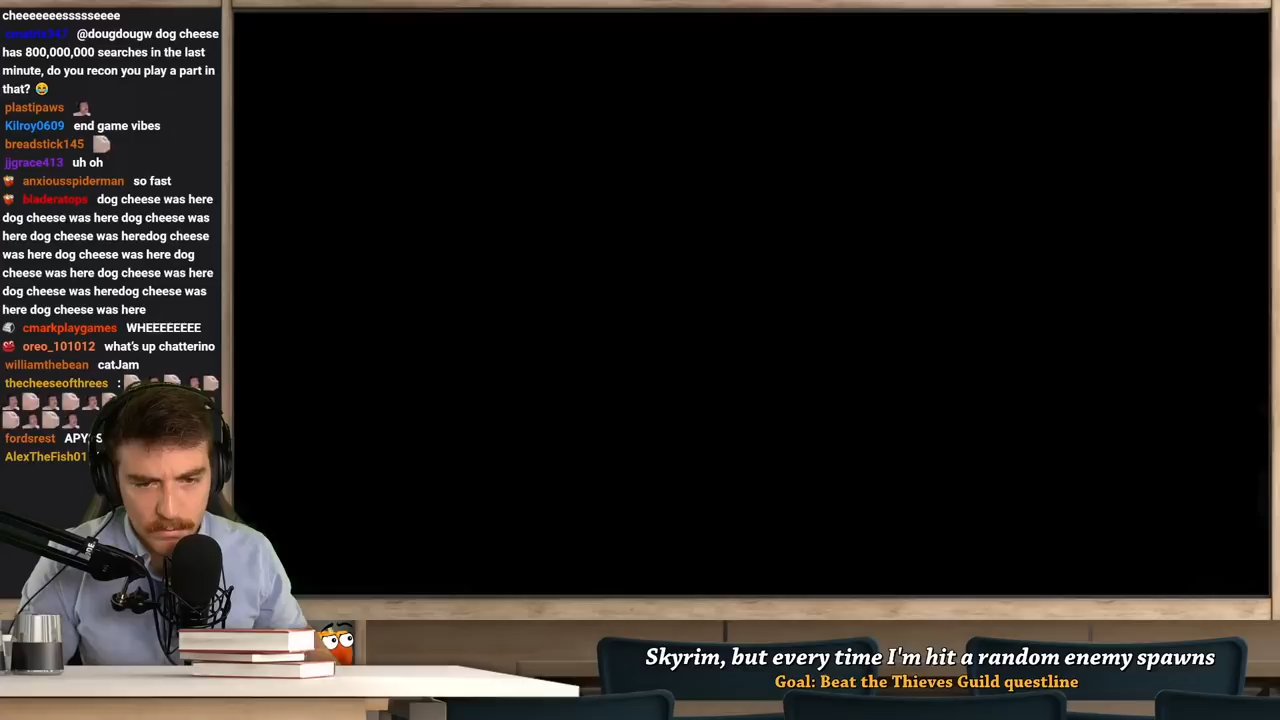 cheeeeeeesssssseeee
@dougdougw dog cheese
has 800,000,000 searches in the last
minute, do you recon you play a part in
that? 😂
plastipaws
Kilroy0609 end game vibes
breadstick145
jjgrace413 uh oh
anxiousspiderman so fast
bladeratops dog cheese was here
dog cheese was here dog cheese was
here dog cheese was heredog cheese
was here dog cheese was here dog
cheese was here dog cheese was here
dog cheese was heredog cheese was
here dog cheese was here
cmarkplaygames WHEEEEEEEE
oreo_101012 what's up chatterino
williamthebean catJam
thecheeseofthrees :
fordsrest
AlexTheFish01
Skyrim, but every time I'm hit a random enemy spawns
Goal: Beat the Thieves Guild questline